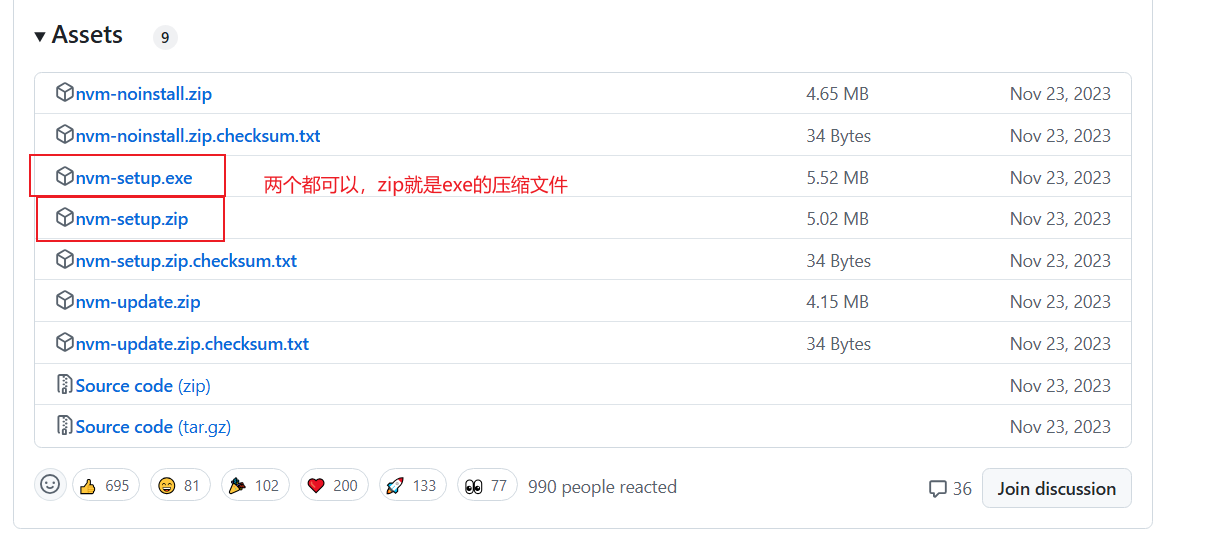 Assets 9
nvm-noinstall.zip 4.65 MB Nov 23, 2023
nvm-noinstall.zip.checksum.txt 34 Bytes Nov 23, 2023
nvm-setup.exe 两个都可以，zip就是exe的压缩文件 5.52 MB Nov 23, 2023
nvm-setup.zip 5.02 MB Nov 23, 2023
nvm-setup.zip.checksum.txt 34 Bytes Nov 23, 2023
nvm-update.zip 4.15 MB Nov 23, 2023
nvm-update.zip.checksum.txt 34 Bytes Nov 23, 2023
Source code (zip) Nov 23, 2023
Source code (tar.gz) Nov 23, 2023
695 81 102 200 133 77 990 people reacted 36 Join discussion